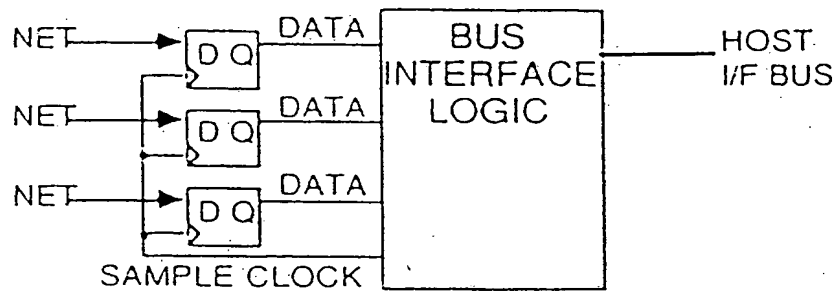 NET
D Q
DATA
BUS
INTERFACE
LOGIC
HOST
I/F BUS
NET
D Q
DATA
NET
D Q
DATA
SAMPLE CLOCK